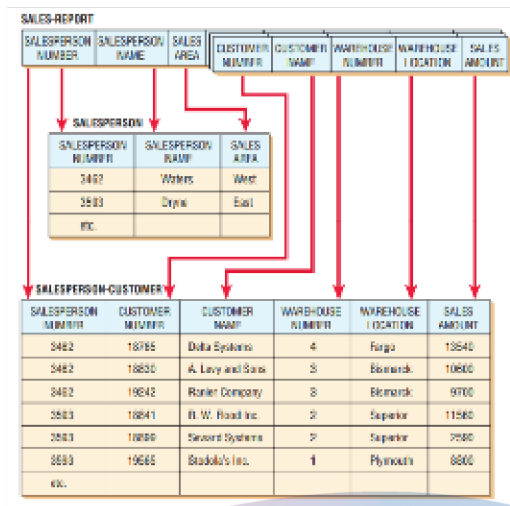 SALES-REPORT
SALESPERSON NUMBER SALESPERSON NAME SALES AREA CUSTOMER NUMBER CUSTOMER NAME WAREHOUSE NUMBER WAREHOUSE LOCATION SALES AMOUNT
SALESPERSON
SALESPERSON NUMBER SALESPERSON NAME SALES AREA
3462 Waters West
3503 Dryne East
etc.
SALESPERSON-CUSTOMER
SALESPERSON NUMBER CUSTOMER NUMBER CUSTOMER NAME WAREHOUSE NUMBER WAREHOUSE LOCATION SALES AMOUNT
3462 18765 Delta Systems 4 Fargo 13540
3462 18830 A. Levy and Sons 3 Bismarck 10600
3462 19242 Ranier Company 3 Bismarck 9700
3503 18841 R. W. Flood Inc. 2 Superior 11560
3503 18899 Seward Systems 2 Superior 2590
3593 19565 Stodola's Inc. 1 Plymouth 8800
etc.